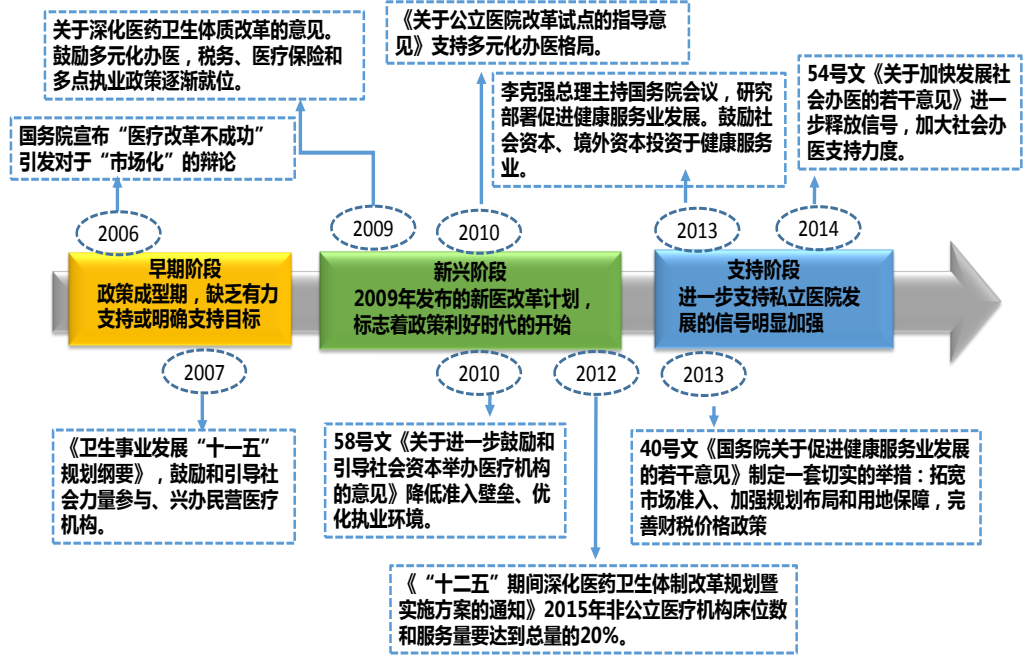 关于深化医药卫生体质改革的意见。
鼓励多元化办医，税务、医疗保险和
多点执业政策逐渐就位。
《关于公立医院改革试点的指导意
见》支持多元化办医格局。
李克强总理主持国务院会议，研究
部署促进健康服务业发展。鼓励社
会资本、境外资本投资于健康服务
业。
54号文《关于加快发展社
会办医的若干意见》进一
步释放信号，加大社会办
医支持力度。
国务院宣布“医疗改革不成功”
引发对于“市场化”的辩论
2006
2009
2010
2013
2014
早期阶段
政策成型期，缺乏有力
支持或明确支持目标
新兴阶段
2009年发布的新医改革计划，
标志着政策利好时代的开始
支持阶段
进一步支持私立医院发
展的信号明显加强
2007
2010
2012
2013
《卫生事业发展“十一五”
规划纲要》，鼓励和引导社
会力量参与、兴办民营医疗
机构。
58号文《关于进一步鼓励和
引导社会资本举办医疗机构
的意见》降低准入壁垒、优
化执业环境。
40号文《国务院关于促进健康服务业发展
的若干意见》制定一套切实的举措：拓宽
市场准入、加强规划布局和用地保障，完
善财税价格政策
《“十二五”期间深化医药卫生体制改革规划暨
实施方案的通知》2015年非公立医疗机构床位数
和服务量要达到总量的20%。